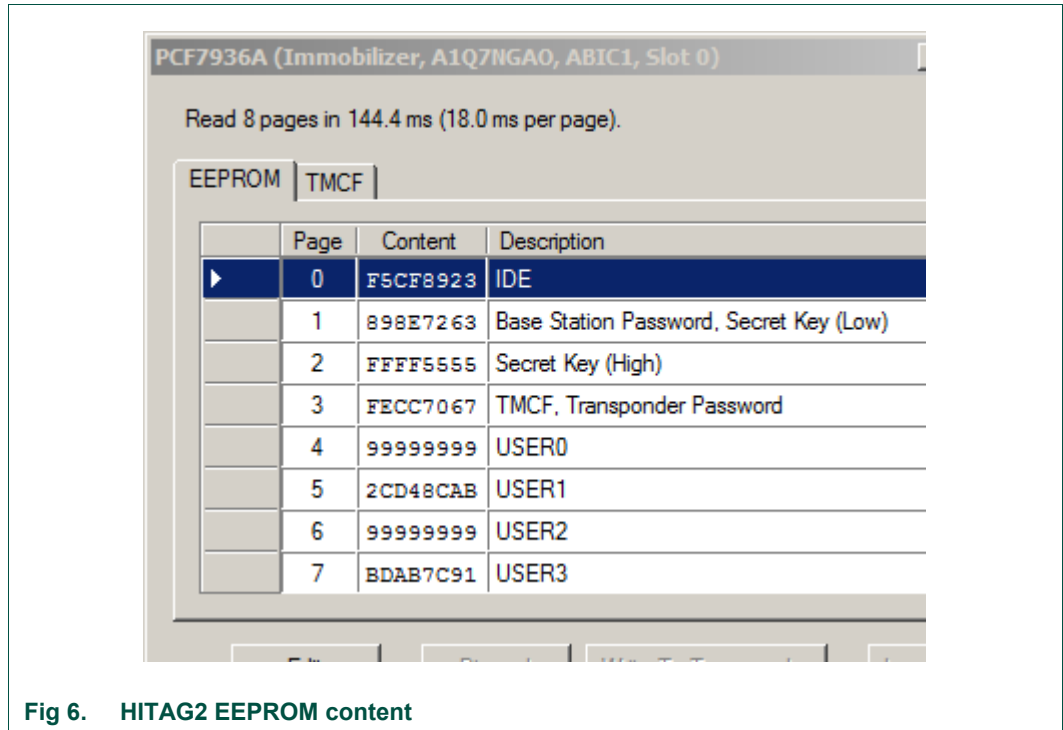 PCF7936A (Immobilizer, A1Q7NGA0, ABIC1, Slot 0)
Read 8 pages in 144.4 ms (18.0 ms per page).
EEPROM TMCF
Page Content Description
0 F5CF8923 IDE
1 898E7263 Base Station Password, Secret Key (Low)
2 FFFF5555 Secret Key (High)
3 FECC7067 TMCF, Transponder Password
4 99999999 USER0
5 2CD48CAB USER1
6 99999999 USER2
7 BDAB7C91 USER3
Fig 6. HITAG2 EEPROM content